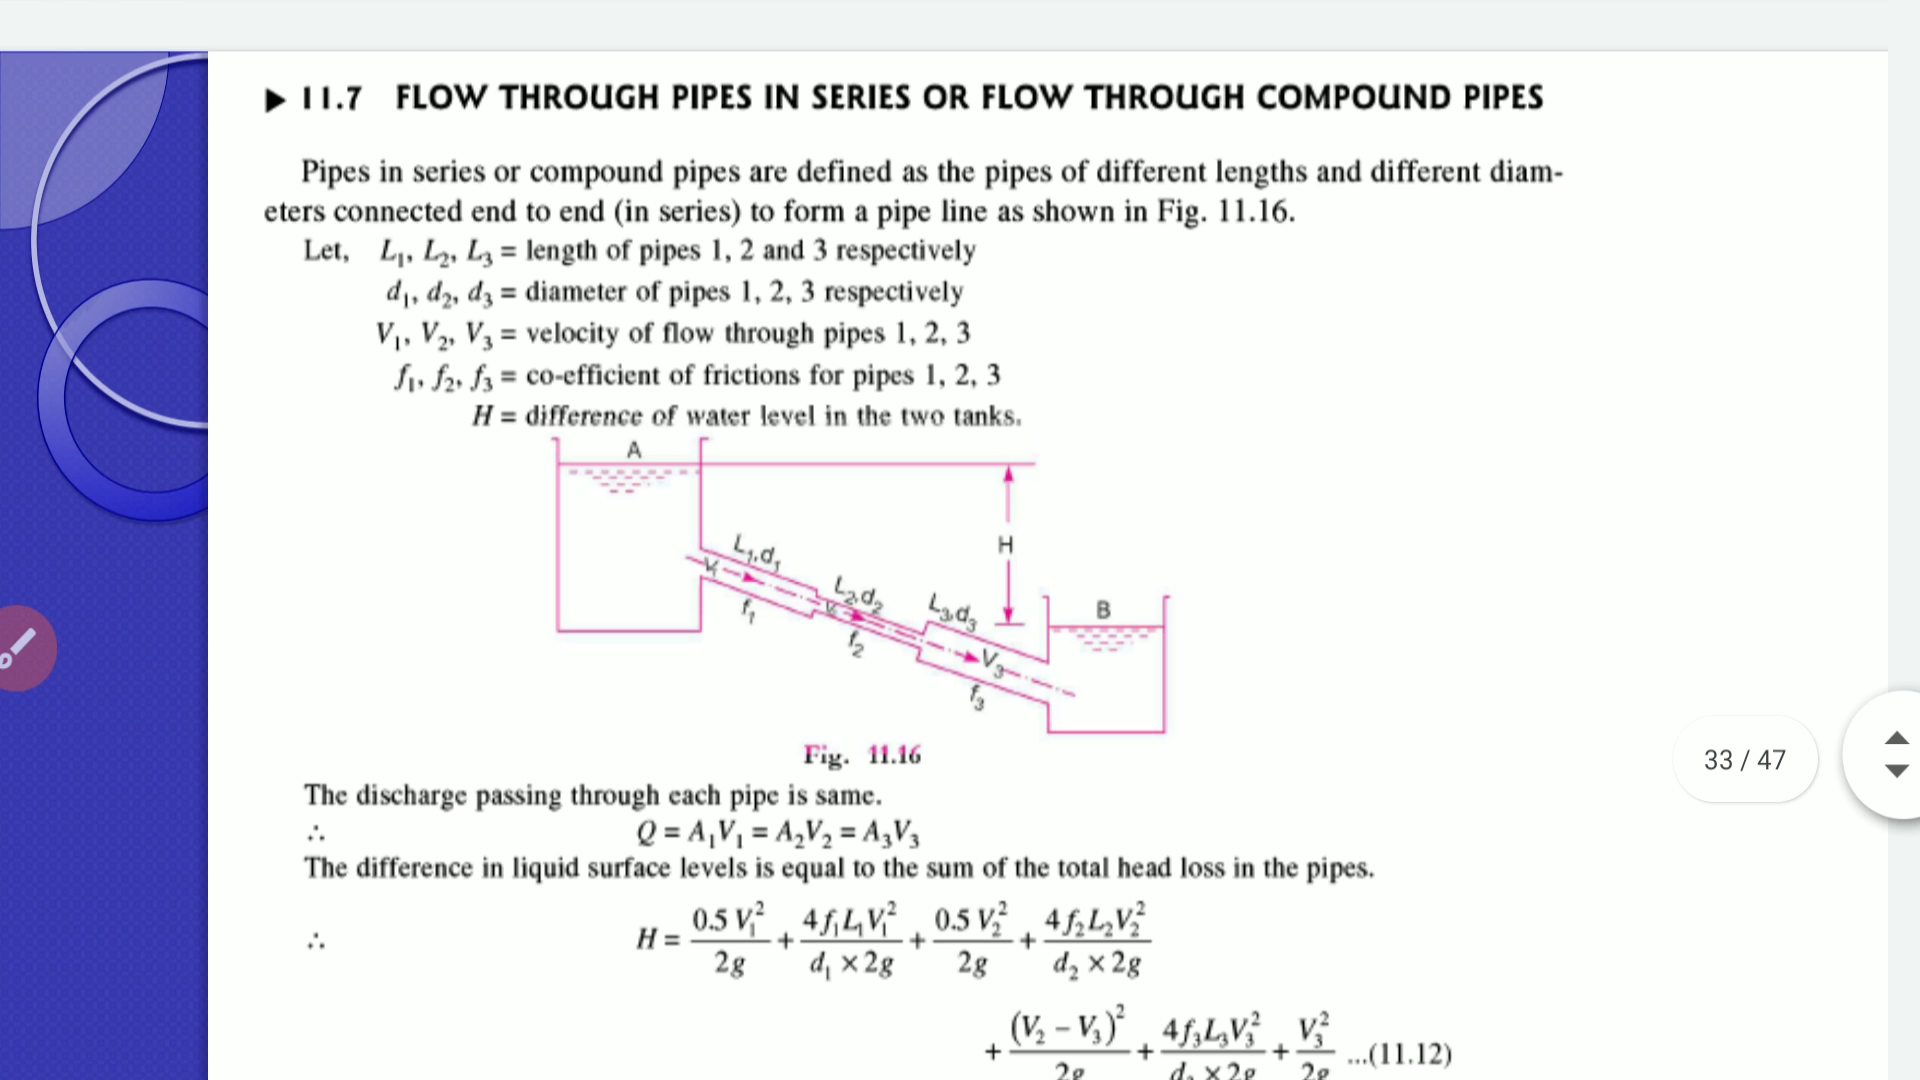 ▶ 11.7 FLOW THROUGH PIPES IN SERIES OR FLOW THROUGH COMPOUND PIPES
Pipes in series or compound pipes are defined as the pipes of different lengths and different diam-
eters connected end to end (in series) to form a pipe line as shown in Fig. 11.16.
Let, L₁, L₂, L₃ = length of pipes 1, 2 and 3 respectively
d₁, d₂, d₃ = diameter of pipes 1, 2, 3 respectively
V₁, V₂, V₃ = velocity of flow through pipes 1, 2, 3
f₁, f₂, f₃ = co-efficient of frictions for pipes 1, 2, 3
H = difference of water level in the two tanks.
A
L₁,d₁
V₁
f₁
L₂,d₂
f₂
L₃,d₃
V₃
f₃
H
B
Fig. 11.16
33 / 47
The discharge passing through each pipe is same.
∴ Q = A₁V₁ = A₂V₂ = A₃V₃
The difference in liquid surface levels is equal to the sum of the total head loss in the pipes.
∴ H = 0.5 V₁²/2g + 4f₁L₁V₁²/d₁ × 2g + 0.5 V₂²/2g + 4f₂L₂V₂²/d₂ × 2g
+ (V₂ – V₃)²/2g + 4f₃L₃V₃²/d₃ × 2g + V₃²/2g ...(11.12)